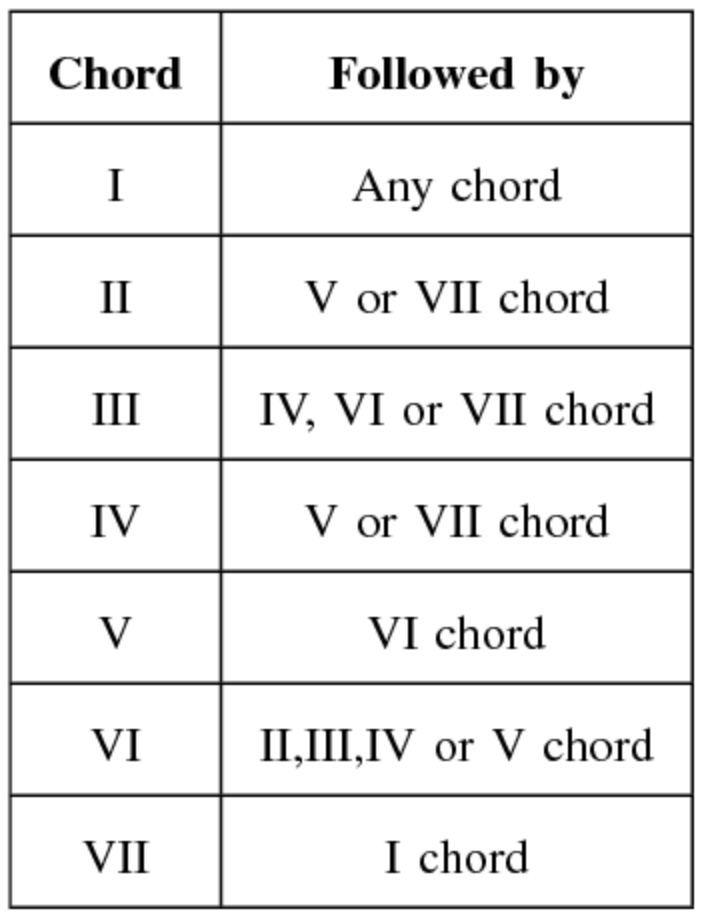 Chord Followed by
I Any chord
II V or VII chord
III IV, VI or VII chord
IV V or VII chord
V VI chord
VI II,III,IV or V chord
VII I chord